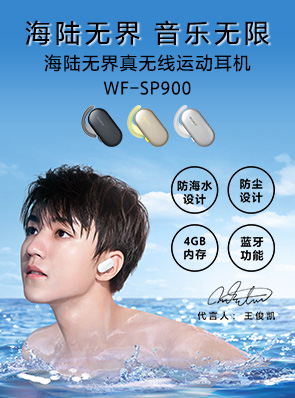 海陆无界 音乐无限
海陆无界真无线运动耳机
WF-SP900
防海水
设计
防尘
设计
4GB
内存
蓝牙
功能
代言人：王俊凯